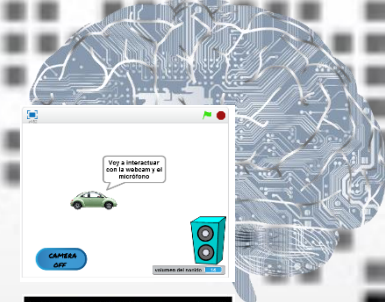 Voy a interactuar
con la webcam y el
micrófono
CAMERA
OFF
volumen del sonido